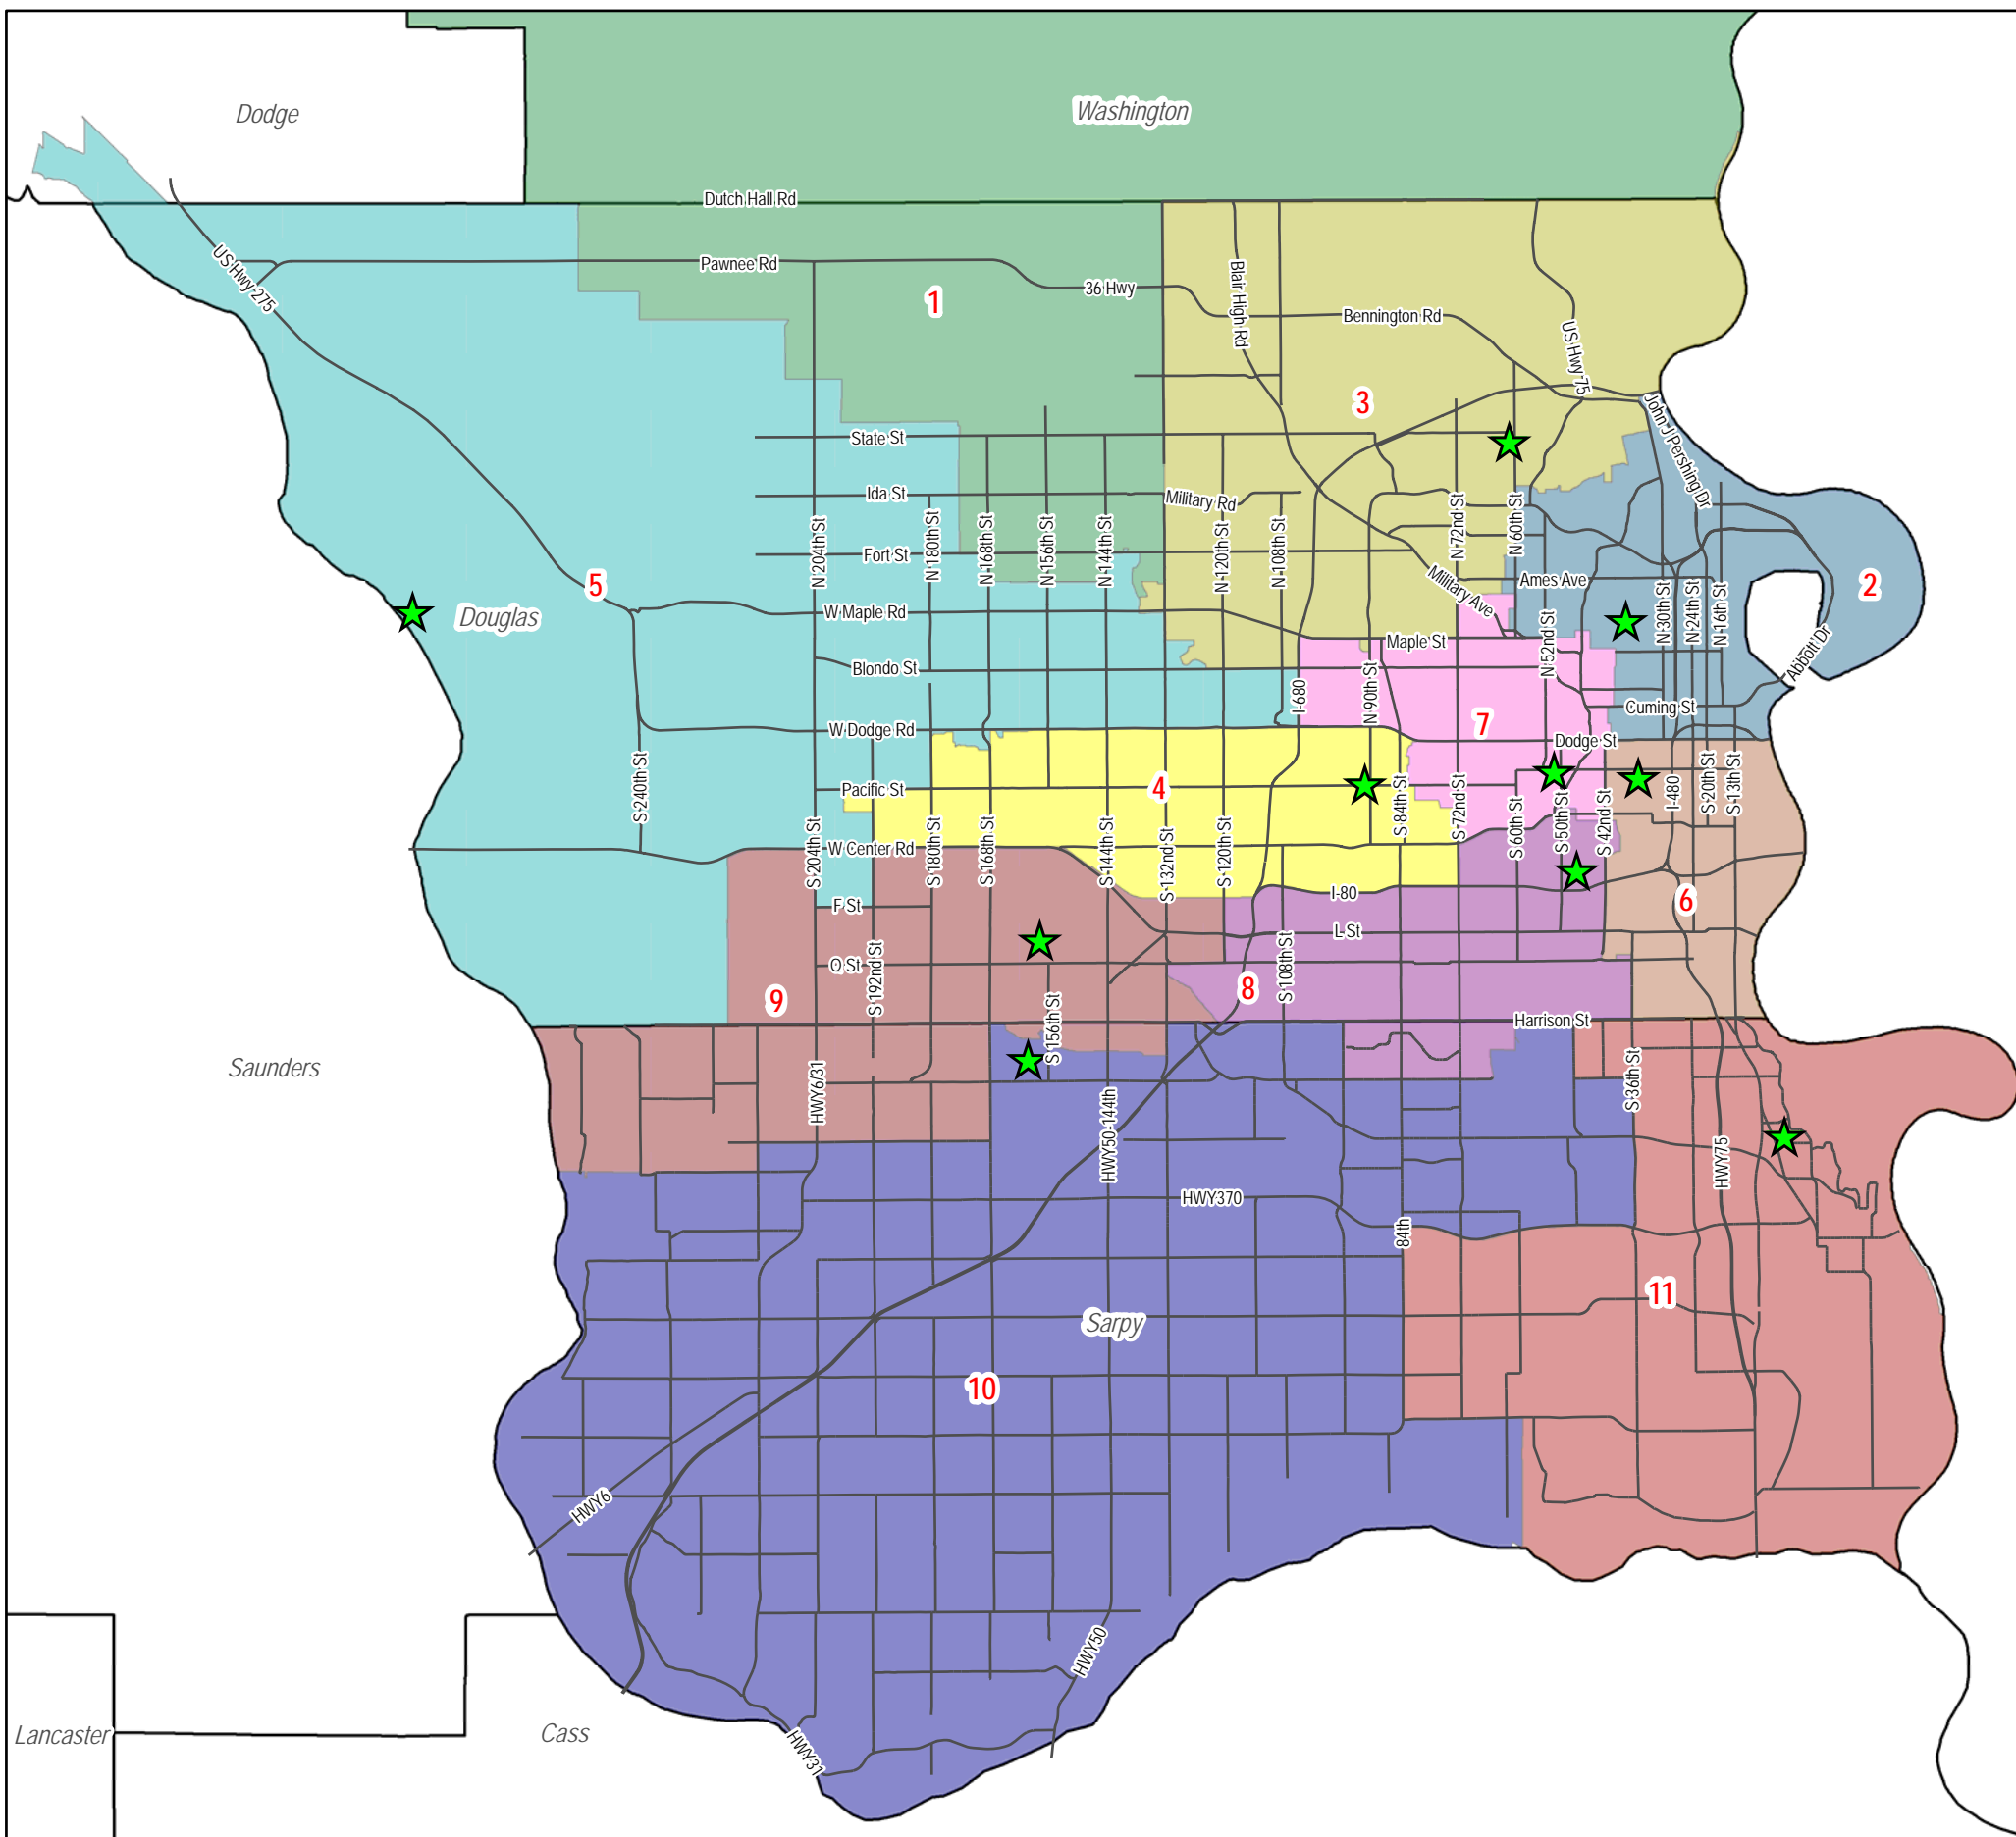 Dodge
Washington
Dutch Hall Rd
US Hwy 275
Pawnee Rd
36 Hwy
1
Blair High Rd
Bennington Rd
US Hwy 75
3
John J Pershing Dr
State St
Ida St
Military Rd
Fort St
N 204th St
N 180th St
N 168th St
N 156th St
N 144th St
N 120th St
N 108th St
N 72nd St
N 60th St
Military Ave
Ames Ave
2
5
Douglas
W Maple Rd
N 52nd St
N 30th St
N 24th St
N 16th St
Maple St
Abbott Dr
Blondo St
I-680
N 90th St
Cuming St
7
W Dodge Rd
Dodge St
S 240th St
Pacific St
4
S 84th St
S 72nd St
S 60th St
S 50th St
S 42nd St
I-480
S 20th St
S 13th St
W Center Rd
S 204th St
S 180th St
S 168th St
S 144th St
S 132nd St
S 120th St
I-80
F St
6
L St
Q St
S 192nd St
S 108th St
9
8
S 156th St
Harrison St
Saunders
HWY6/31
HWY50-144th
S 36th St
HWY75
HWY370
84th
11
Sarpy
10
HWY6
HWY50
Lancaster
Cass
HWY31